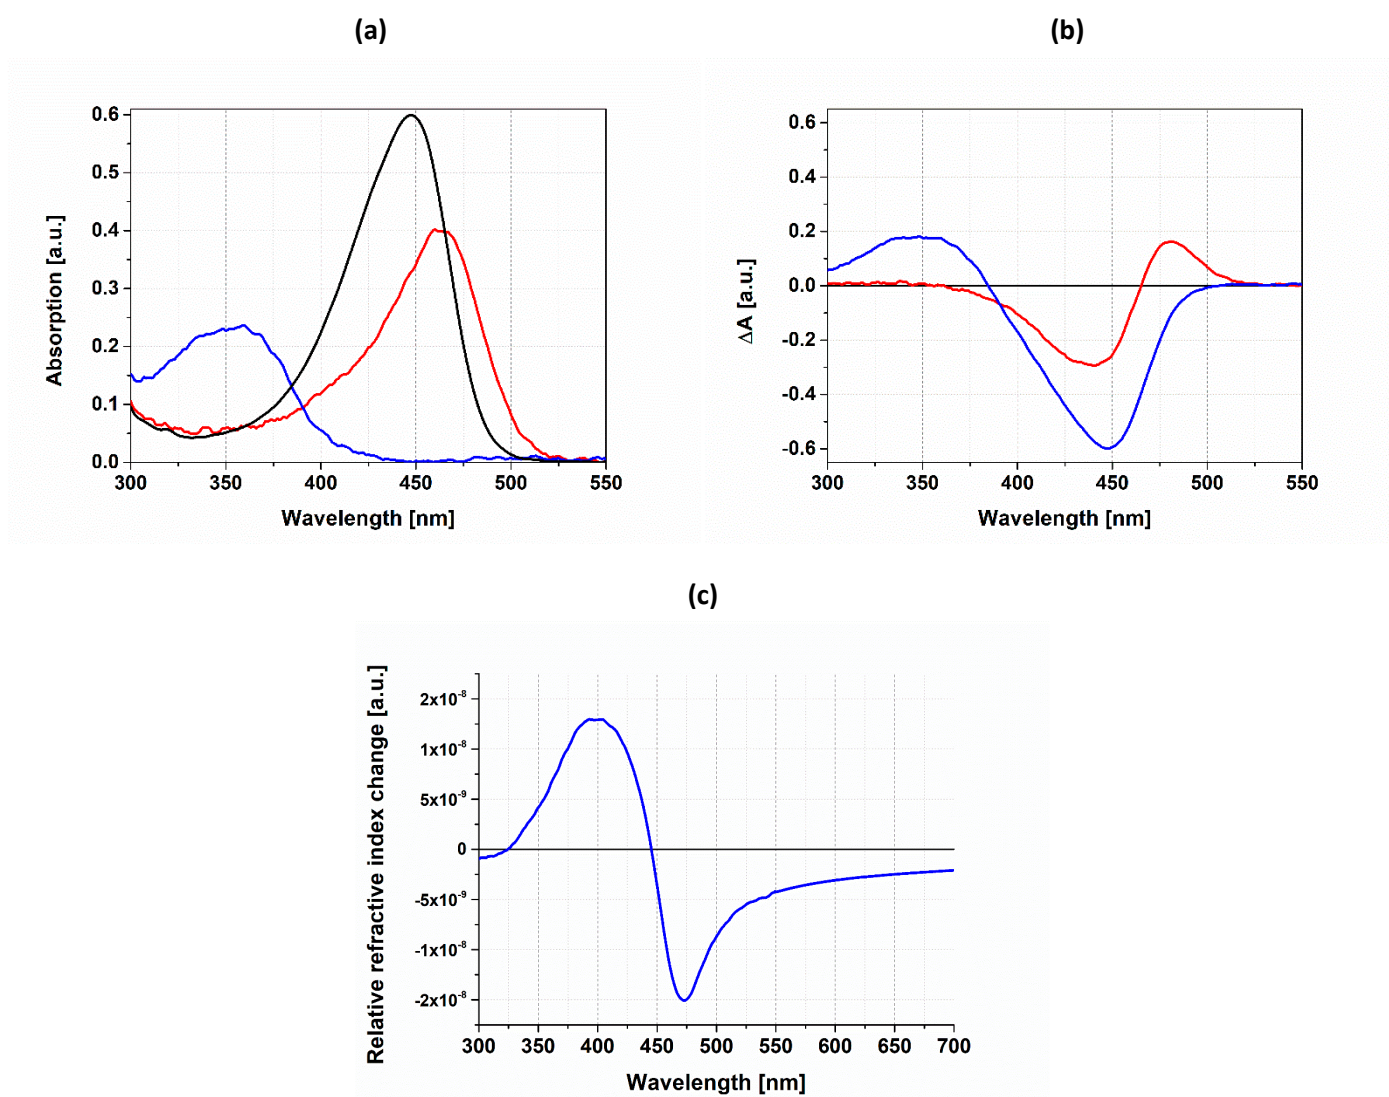 (a)
(b)
0.6
0.5
0.4
0.3
0.2
0.1
0.0
Absorption [a.u.]
300 350 400 450 500 550
Wavelength [nm]
0.6
0.4
0.2
0.0
-0.2
-0.4
-0.6
ΔA [a.u.]
300 350 400 450 500 550
Wavelength [nm]
(c)
2x10⁻⁸
1x10⁻⁸
5x10⁻⁹
0
-5x10⁻⁹
-1x10⁻⁸
-2x10⁻⁸
Relative refractive index change [a.u.]
300 350 400 450 500 550 600 650 700
Wavelength [nm]